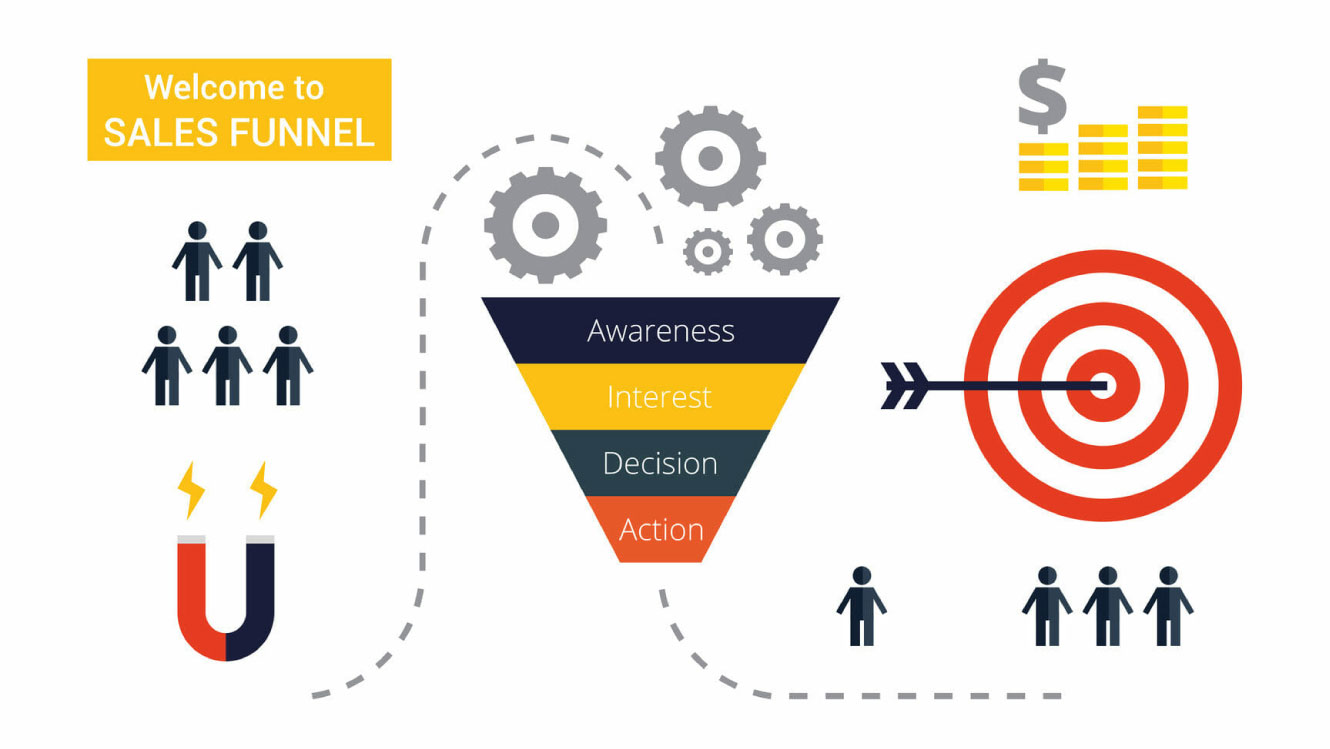 Welcome to
SALES FUNNEL
$
Awareness
Interest
Decision
Action